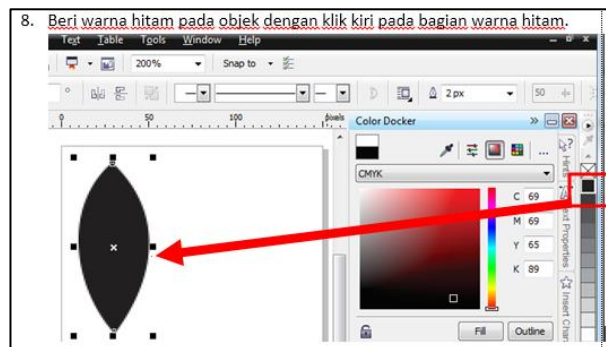 8. Beri warna hitam pada objek dengan klik kiri pada bagian warna hitam.
Text Table Tools Window Help
200% Snap to
2 px 50
0 50 100 pixels
Color Docker
CMYK
C 69
M 69
Y 65
K 89
Fill Outline
Hints
Text Properties
Insert Char